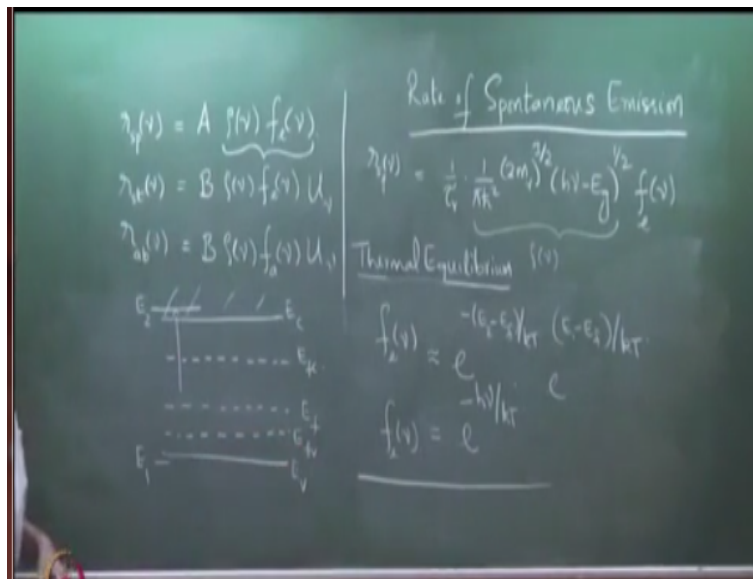 r_sp(ν) = A ρ(ν) f_e(ν)
r_st(ν) = B ρ(ν) f_e(ν) U_ν
r_ab(ν) = B ρ(ν) f_a(ν) U_ν
E_2 E_c
E_fc
E_f
E_fv
E_1 E_v
Rate of Spontaneous Emission
r_sp(ν) = 1/τ_r · 1/πħ² (2m_r)^3/2 (hν - E_g)^1/2 f_e(ν)
Thermal Equilibrium ρ(ν)
f_e(ν) ≈ e^-(E_2-E_f)/kT e^(E_1-E_f)/kT
f_e(ν) = e^-hν/kT